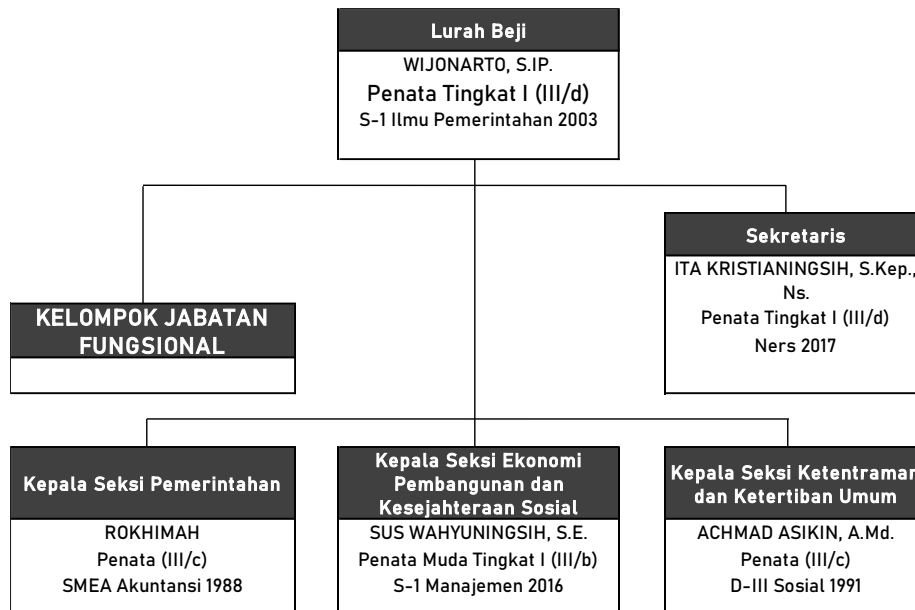 Lurah Beji
WIJONARTO, S.IP.
Penata Tingkat I (III/d)
S-1 Ilmu Pemerintahan 2003
Sekretaris
ITA KRISTIANINGSIH, S.Kep.,
Ns.
Penata Tingkat I (III/d)
Ners 2017
KELOMPOK JABATAN
FUNGSIONAL
Kepala Seksi Pemerintahan
ROKHIMAH
Penata (III/c)
SMEA Akuntansi 1988
Kepala Seksi Ekonomi
Pembangunan dan
Kesejahteraan Sosial
SUS WAHYUNINGSIH, S.E.
Penata Muda Tingkat I (III/b)
S-1 Manajemen 2016
Kepala Seksi Ketentraman
dan Ketertiban Umum
ACHMAD ASIKIN, A.Md.
Penata (III/c)
D-III Sosial 1991